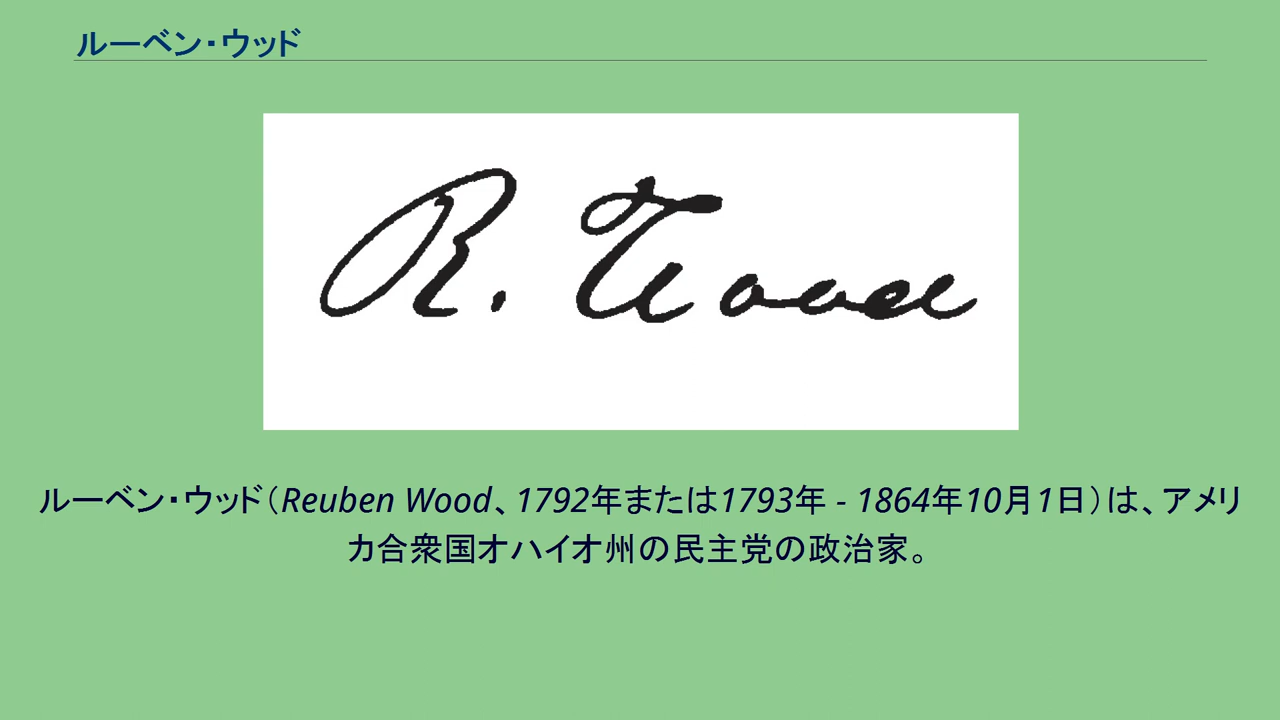 ルーベン・ウッド
R. Wood
ルーベン・ウッド（Reuben Wood、1792年または1793年 - 1864年10月1日）は、アメリ
カ合衆国オハイオ州の民主党の政治家。